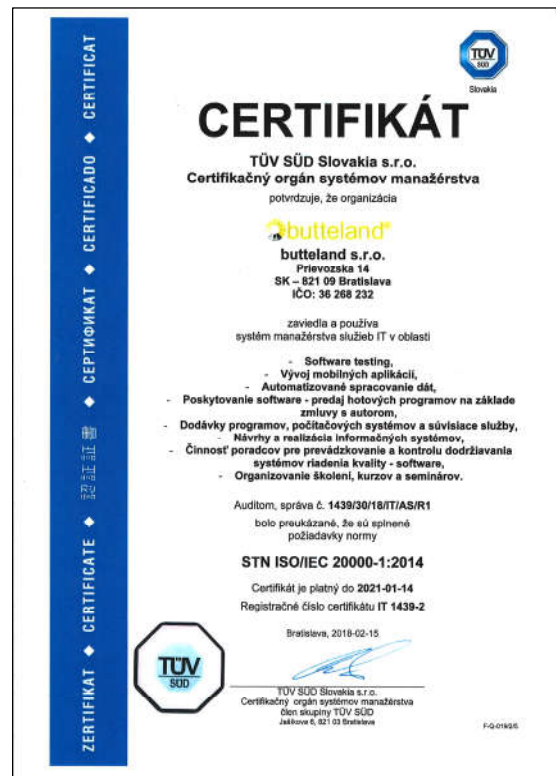 TÜV
SÜD
Slovakia
CERTIFIKÁT
TÜV SÜD Slovakia s.r.o.
Certifikačný orgán systémov manažérstva
potvrdzuje, že organizácia
butteland®
butteland s.r.o.
Prievozska 14
SK – 821 09 Bratislava
IČO: 36 268 232
zaviedla a používa
systém manažérstva služieb IT v oblasti
- Software testing,
- Vývoj mobilných aplikácií,
- Automatizované spracovanie dát,
- Poskytovanie software - predaj hotových programov na základe
zmluvy s autorom,
- Dodávky programov, počítačových systémov a súvisiace služby,
- Návrhy a realizácia informačných systémov,
- Činnosť poradcov pre prevádzkovanie a kontrolu dodržiavania
systémov riadenia kvality - software,
- Organizovanie školení, kurzov a seminárov.
Auditom, správa č. 1439/30/18/IT/AS/R1
bolo preukázané, že sú splnené
požiadavky normy
STN ISO/IEC 20000-1:2014
Certifikát je platný do 2021-01-14
Registračné číslo certifikátu IT 1439-2
Bratislava, 2018-02-15
TÜV SÜD Slovakia s.r.o.
Certifikačný orgán systémov manažérstva
člen skupiny TÜV SÜD
Jašíkova 6, 821 03 Bratislava
TÜV
SÜD
ZERTIFIKAT ◆ CERTIFICATE ◆ 認証証書 ◆ СЕРТИФИКАТ ◆ CERTIFICADO ◆ CERTIFICAT